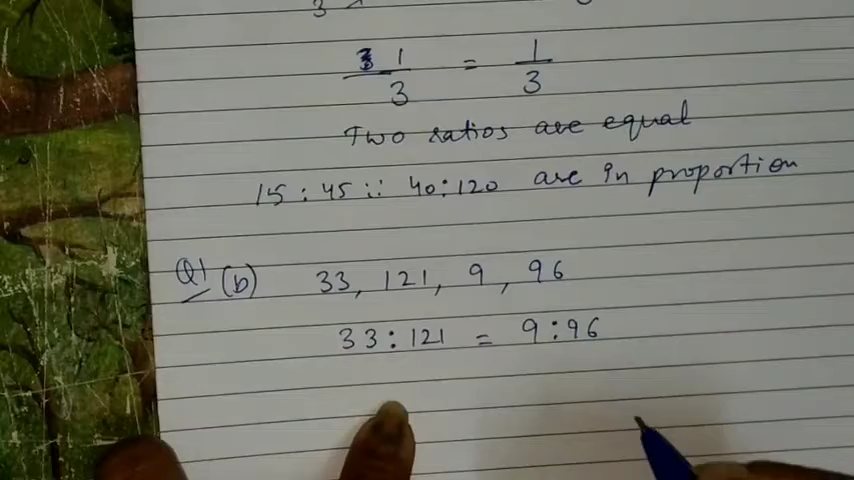 3
1 / 3 = 1 / 3
Two ratios are equal
15 : 45 :: 40 : 120 are in proportion
Q1 (b) 33, 121, 9, 96
33 : 121 = 9 : 96